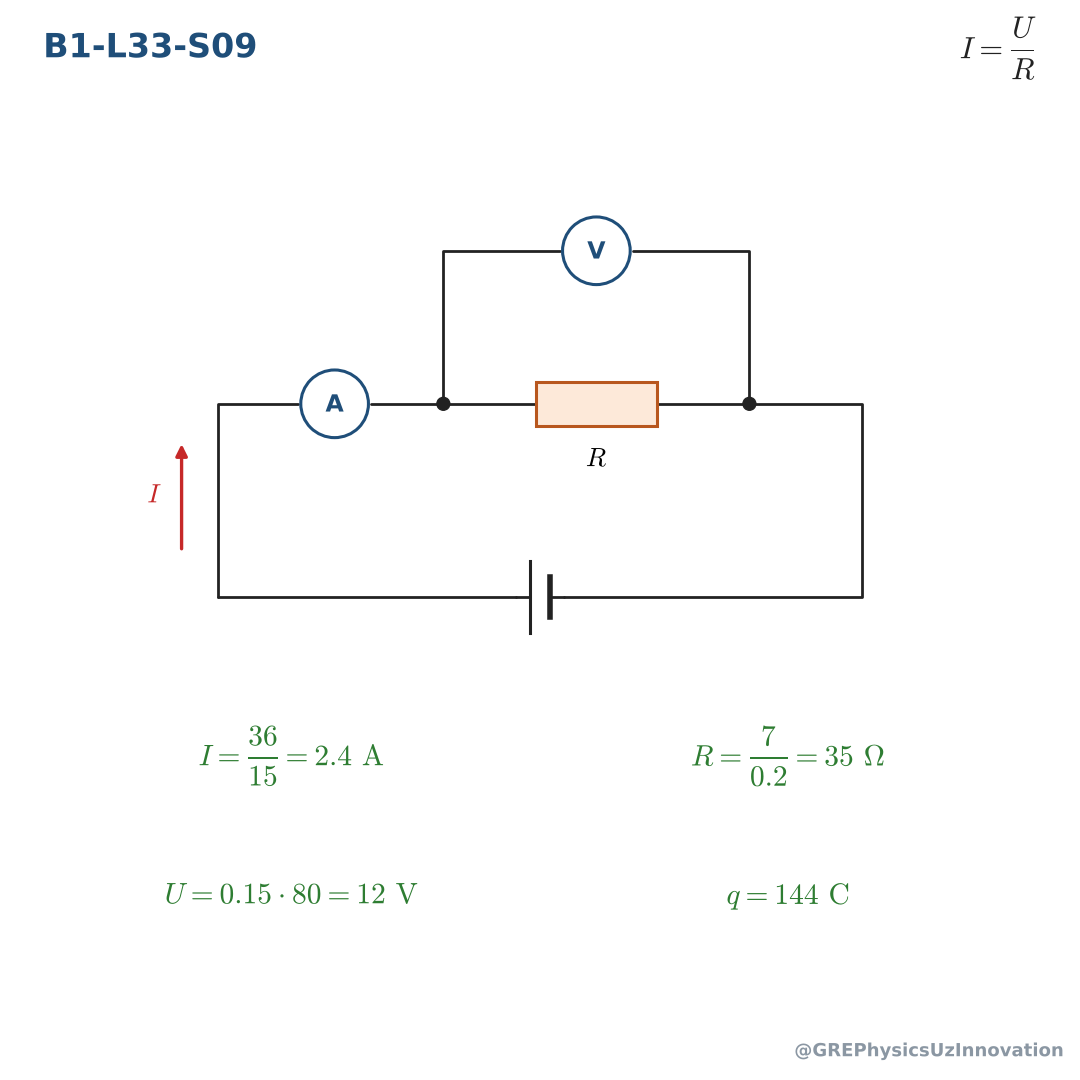 B1-L33-S09
I = U/R
V
A
R
I
I = 36/15 = 2.4 A
R = 7/0.2 = 35 Ω
U = 0.15 · 80 = 12 V
q = 144 C
@GREPhysicsUzInnovation